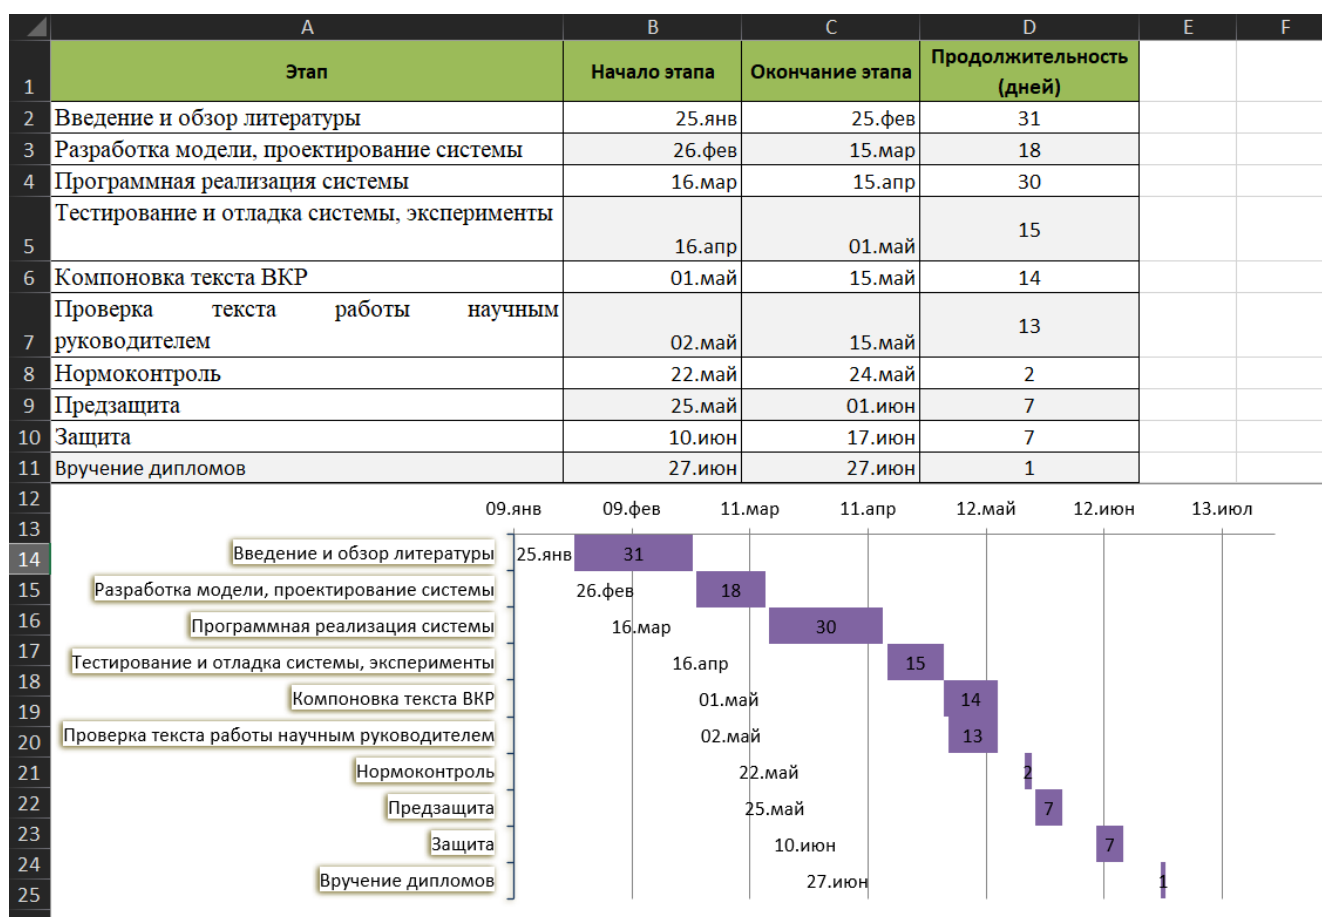 A B C D E F
1 Этап Начало этапа Окончание этапа Продолжительность (дней)
2 Введение и обзор литературы 25.янв 25.фев 31
3 Разработка модели, проектирование системы 26.фев 15.мар 18
4 Программная реализация системы 16.мар 15.апр 30
5 Тестирование и отладка системы, эксперименты 16.апр 01.май 15
6 Компоновка текста ВКР 01.май 15.май 14
7 Проверка текста работы научным руководителем 02.май 15.май 13
8 Нормоконтроль 22.май 24.май 2
9 Предзащита 25.май 01.июн 7
10 Защита 10.июн 17.июн 7
11 Вручение дипломов 27.июн 27.июн 1
12 09.янв 09.фев 11.мар 11.апр 12.май 12.июн 13.июл
13
14 Введение и обзор литературы 25.янв 31
15 Разработка модели, проектирование системы 26.фев 18
16 Программная реализация системы 16.мар 30
17 Тестирование и отладка системы, эксперименты 16.апр 15
18
19 Компоновка текста ВКР 01.май 14
20 Проверка текста работы научным руководителем 02.май 13
21 Нормоконтроль 22.май 2
22 Предзащита 25.май 7
23 Защита 10.июн 7
24 Вручение дипломов 27.июн 1
25